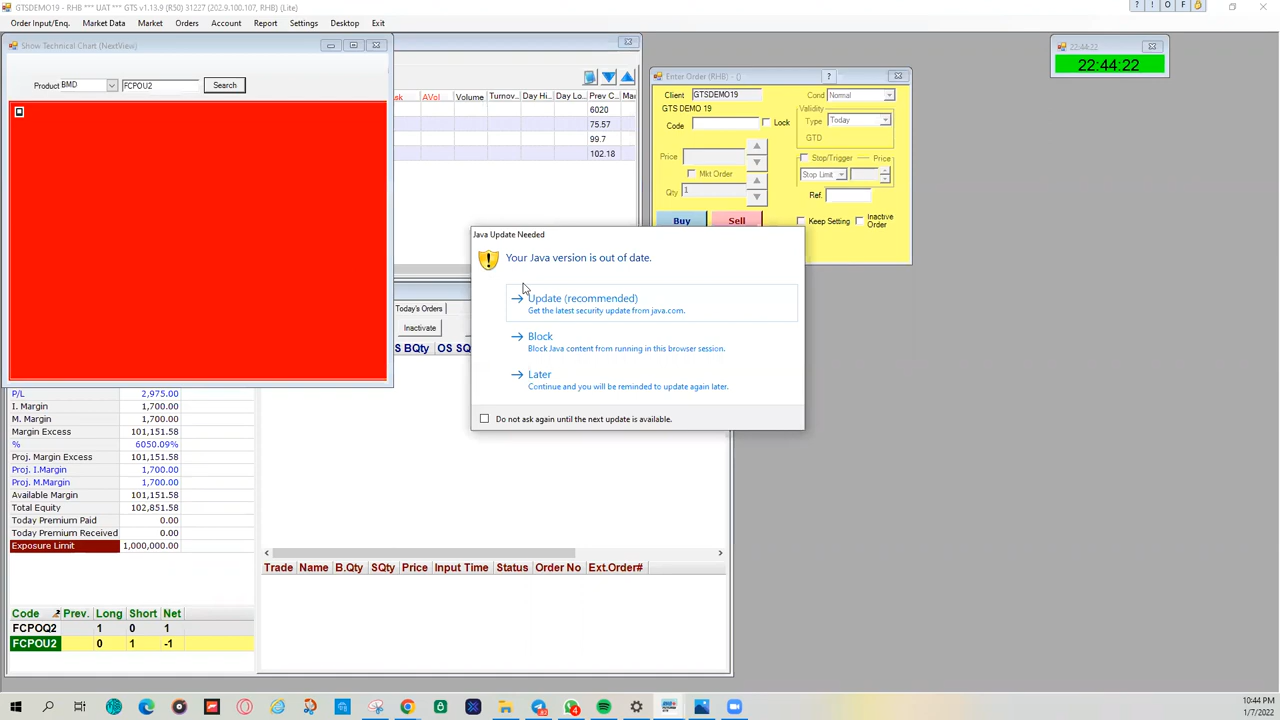 GTSDEMO19 - RHB *** UAT *** GTS v1.13.9 (R50) 31227 (202.9.100.107, RHB) (Lite)
? ! O F
Order Input/Enq. Market Data Market Orders Account Report Settings Desktop Exit
Show Technical Chart (NextView)
Product BMD FCPOU2 Search
AVol Volume Turnov.. Day Hi.. Day Lo.. Prev C..
6020
75.57
99.7
102.18
Enter Order (RHB) - () ?
Client GTSDEMO19 Cond Normal
GTS DEMO 19 Validity
Code Lock Type Today
GTD
Price Stop/Trigger Price
Mkt Order Stop Limit
Qty 1 Ref.
Buy Sell Keep Setting Inactive Order
22:44:22
22:44:22
Java Update Needed
Your Java version is out of date.
Update (recommended)
Get the latest security update from java.com.
Block
Block Java content from running in this browser session.
Later
Continue and you will be reminded to update again later.
Do not ask again until the next update is available.
Today's Orders
Inactivate
S BQty OS SQ
P/L 2,975.00
I. Margin 1,700.00
M. Margin 1,700.00
Margin Excess 101,151.58
% 6050.09%
Proj. Margin Excess 101,151.58
Proj. I.Margin 1,700.00
Proj. M.Margin 1,700.00
Available Margin 101,151.58
Total Equity 102,851.58
Today Premium Paid 0.00
Today Premium Received 0.00
Exposure Limit 1,000,000.00
Trade Name B.Qty SQty Price Input Time Status Order No Ext.Order#
Code Prev. Long Short Net
FCPOQ2 1 0 1
FCPOU2 0 1 -1
10:44 PM
1/7/2022